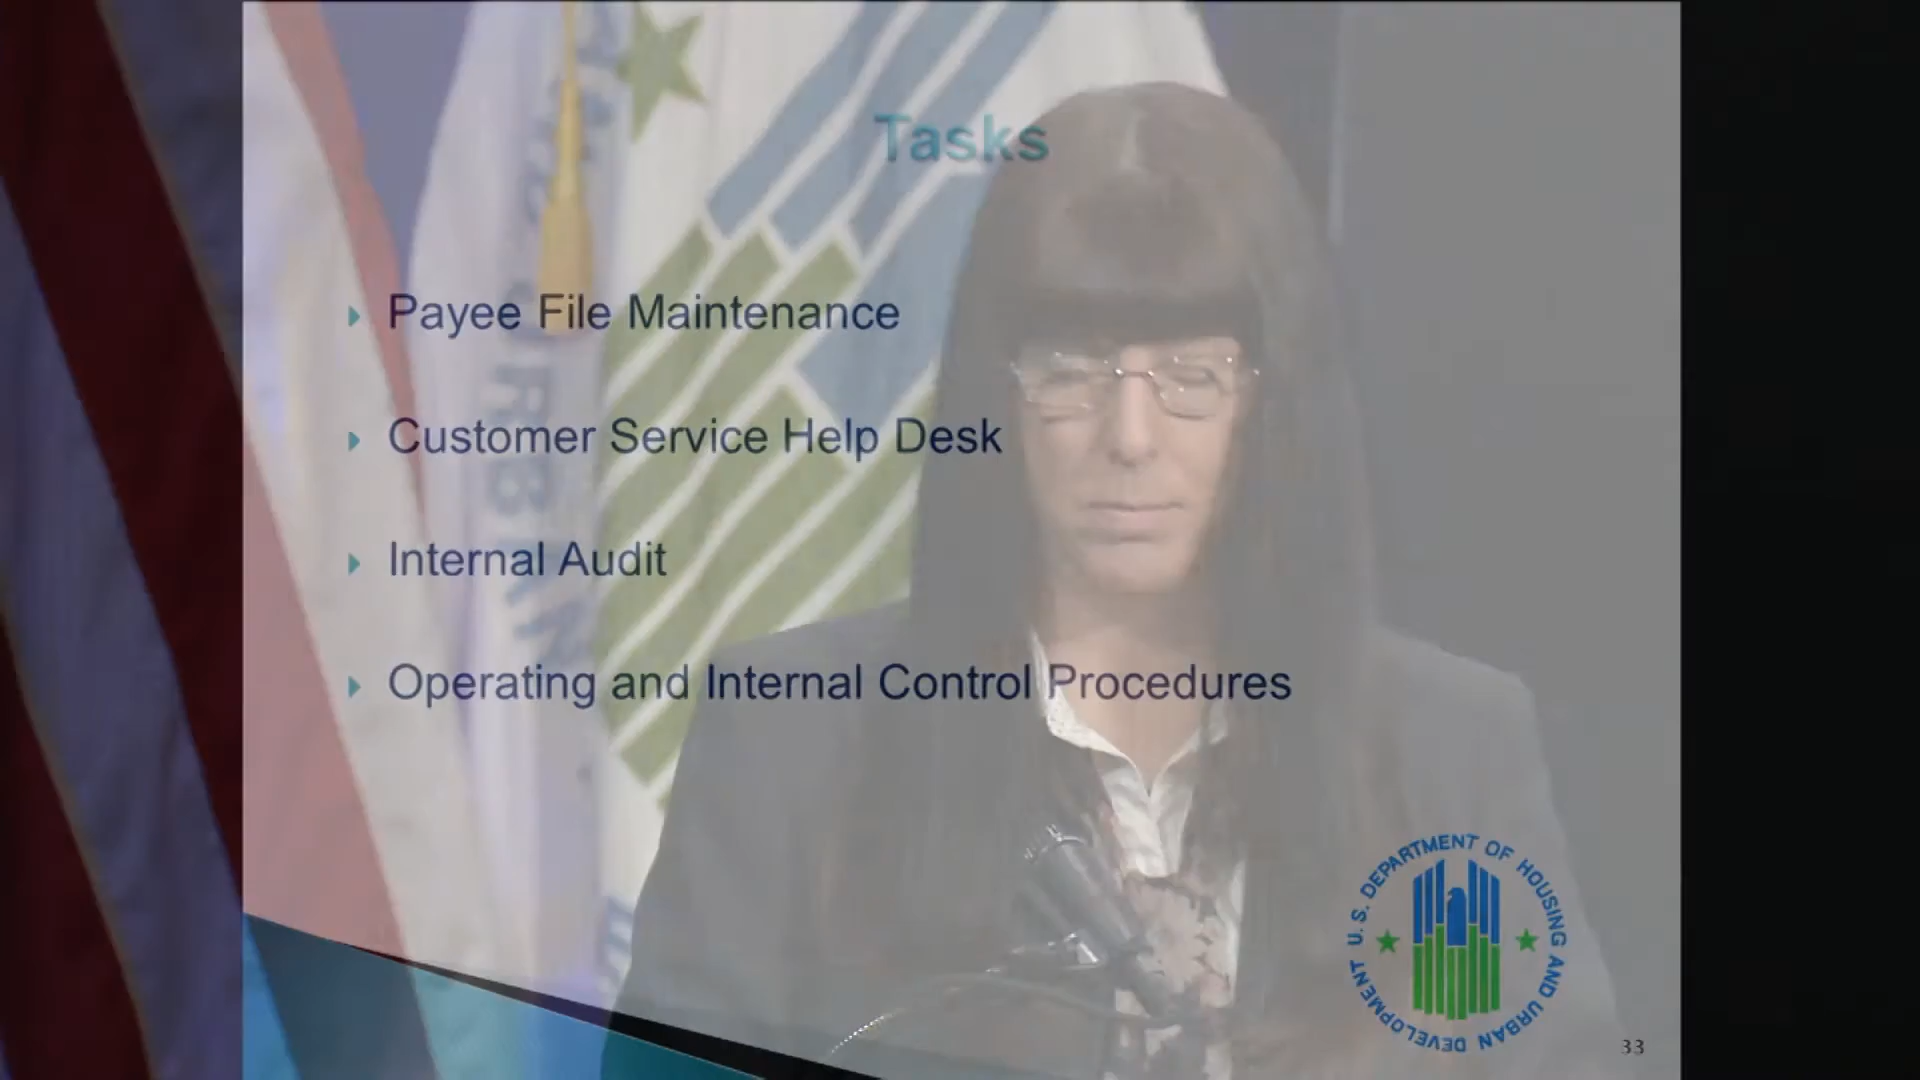 Tasks
Payee File Maintenance
Customer Service Help Desk
Internal Audit
Operating and Internal Control Procedures
U.S. DEPARTMENT OF HOUSING AND URBAN DEVELOPMENT
33